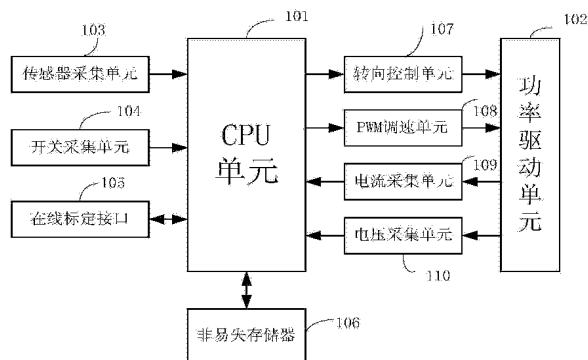 103
传感器采集单元
104
开关采集单元
105
在线标定接口
101
CPU
单元
107
转向控制单元
108
PWM调速单元
109
电流采集单元
电压采集单元
110
102
功率驱动单元
非易失存储器
106